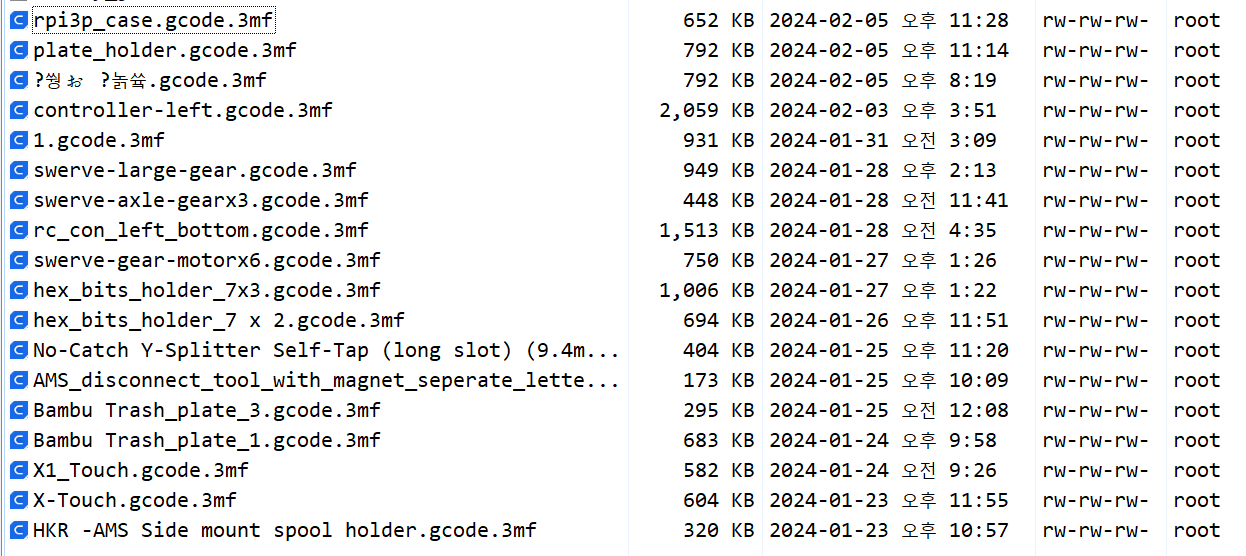 rpi3p_case.gcode.3mf 652 KB 2024-02-05 오후 11:28 rw-rw-rw- root
plate_holder.gcode.3mf 792 KB 2024-02-05 오후 11:14 rw-rw-rw- root
?쒕お ?늙쓮.gcode.3mf 792 KB 2024-02-05 오후 8:19 rw-rw-rw- root
controller-left.gcode.3mf 2,059 KB 2024-02-03 오후 3:51 rw-rw-rw- root
1.gcode.3mf 931 KB 2024-01-31 오전 3:09 rw-rw-rw- root
swerve-large-gear.gcode.3mf 949 KB 2024-01-28 오후 2:13 rw-rw-rw- root
swerve-axle-gearx3.gcode.3mf 448 KB 2024-01-28 오전 11:41 rw-rw-rw- root
rc_con_left_bottom.gcode.3mf 1,513 KB 2024-01-28 오전 4:35 rw-rw-rw- root
swerve-gear-motorx6.gcode.3mf 750 KB 2024-01-27 오후 1:26 rw-rw-rw- root
hex_bits_holder_7x3.gcode.3mf 1,006 KB 2024-01-27 오후 1:22 rw-rw-rw- root
hex_bits_holder_7 x 2.gcode.3mf 694 KB 2024-01-26 오후 11:51 rw-rw-rw- root
No-Catch Y-Splitter Self-Tap (long slot) (9.4m... 404 KB 2024-01-25 오후 11:20 rw-rw-rw- root
AMS_disconnect_tool_with_magnet_seperate_lette... 173 KB 2024-01-25 오후 10:09 rw-rw-rw- root
Bambu Trash_plate_3.gcode.3mf 295 KB 2024-01-25 오전 12:08 rw-rw-rw- root
Bambu Trash_plate_1.gcode.3mf 683 KB 2024-01-24 오후 9:58 rw-rw-rw- root
X1_Touch.gcode.3mf 582 KB 2024-01-24 오전 9:26 rw-rw-rw- root
X-Touch.gcode.3mf 604 KB 2024-01-23 오후 11:55 rw-rw-rw- root
HKR -AMS Side mount spool holder.gcode.3mf 320 KB 2024-01-23 오후 10:57 rw-rw-rw- root